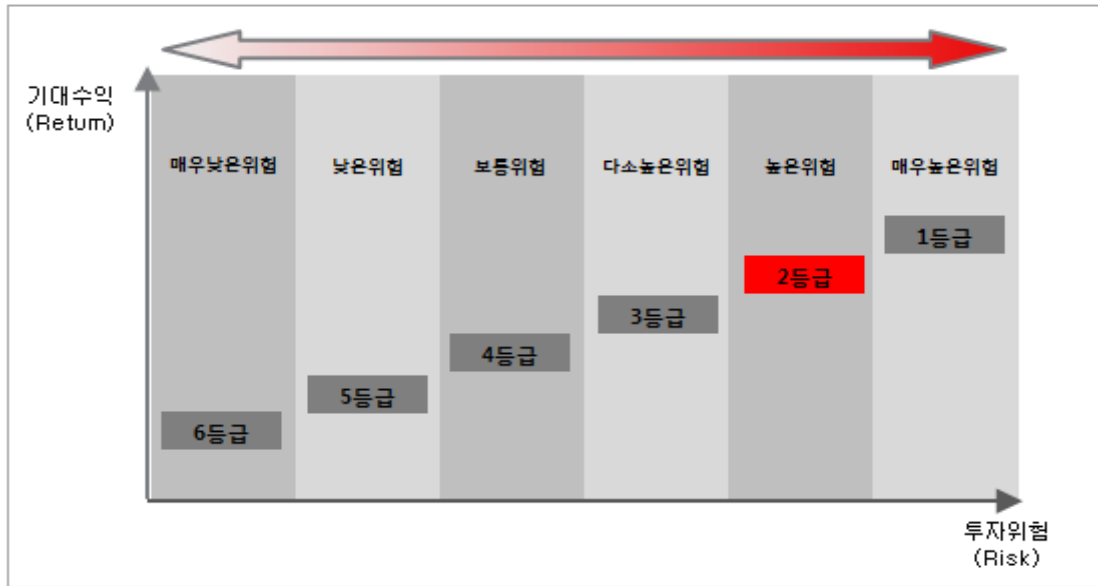 기대수익
(Return)
매우낮은위험
낮은위험
보통위험
다소높은위험
높은위험
매우높은위험
1등급
2등급
3등급
4등급
5등급
6등급
투자위험
(Risk)